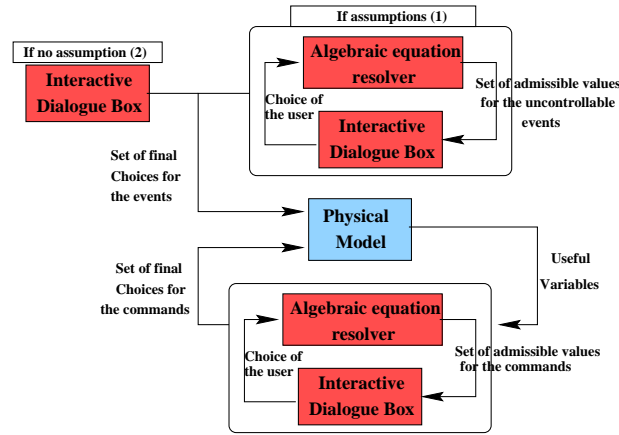 If assumptions (1)
If no assumption (2)
Interactive
Dialogue Box
Algebraic equation
resolver
Choice of
the user
Set of admissible values
for the uncontrollable
events
Interactive
Dialogue Box
Set of final
Choices for
the events
Physical
Model
Set of final
Choices for
the commands
Useful
Variables
Algebraic equation
resolver
Choice of
the user
Set of admissible values
for the commands
Interactive
Dialogue Box